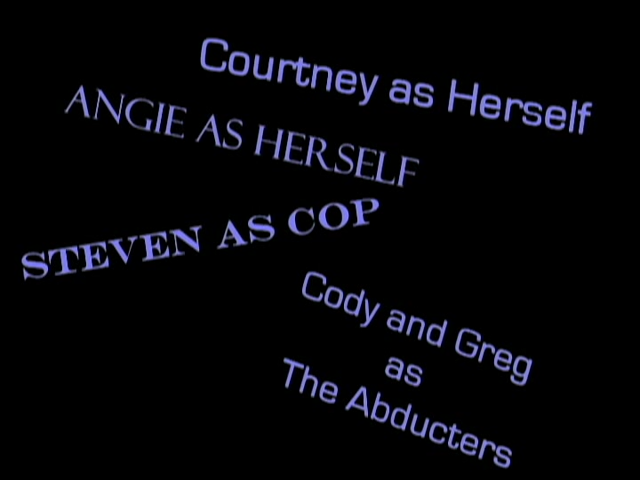 Courtney as Herself
ANGIE AS HERSELF
STEVEN AS COP
Cody and Greg
as
The Abducters